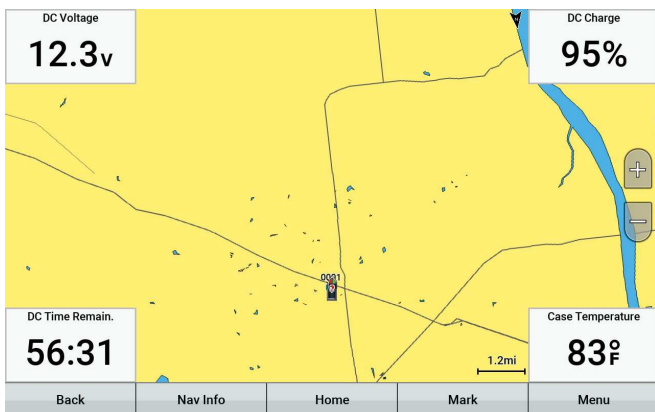 DC Voltage
12.3v
DC Charge
95%
+
−
0031
DC Time Remain.
56:31
1.2mi
Case Temperature
83°F
Back
Nav Info
Home
Mark
Menu